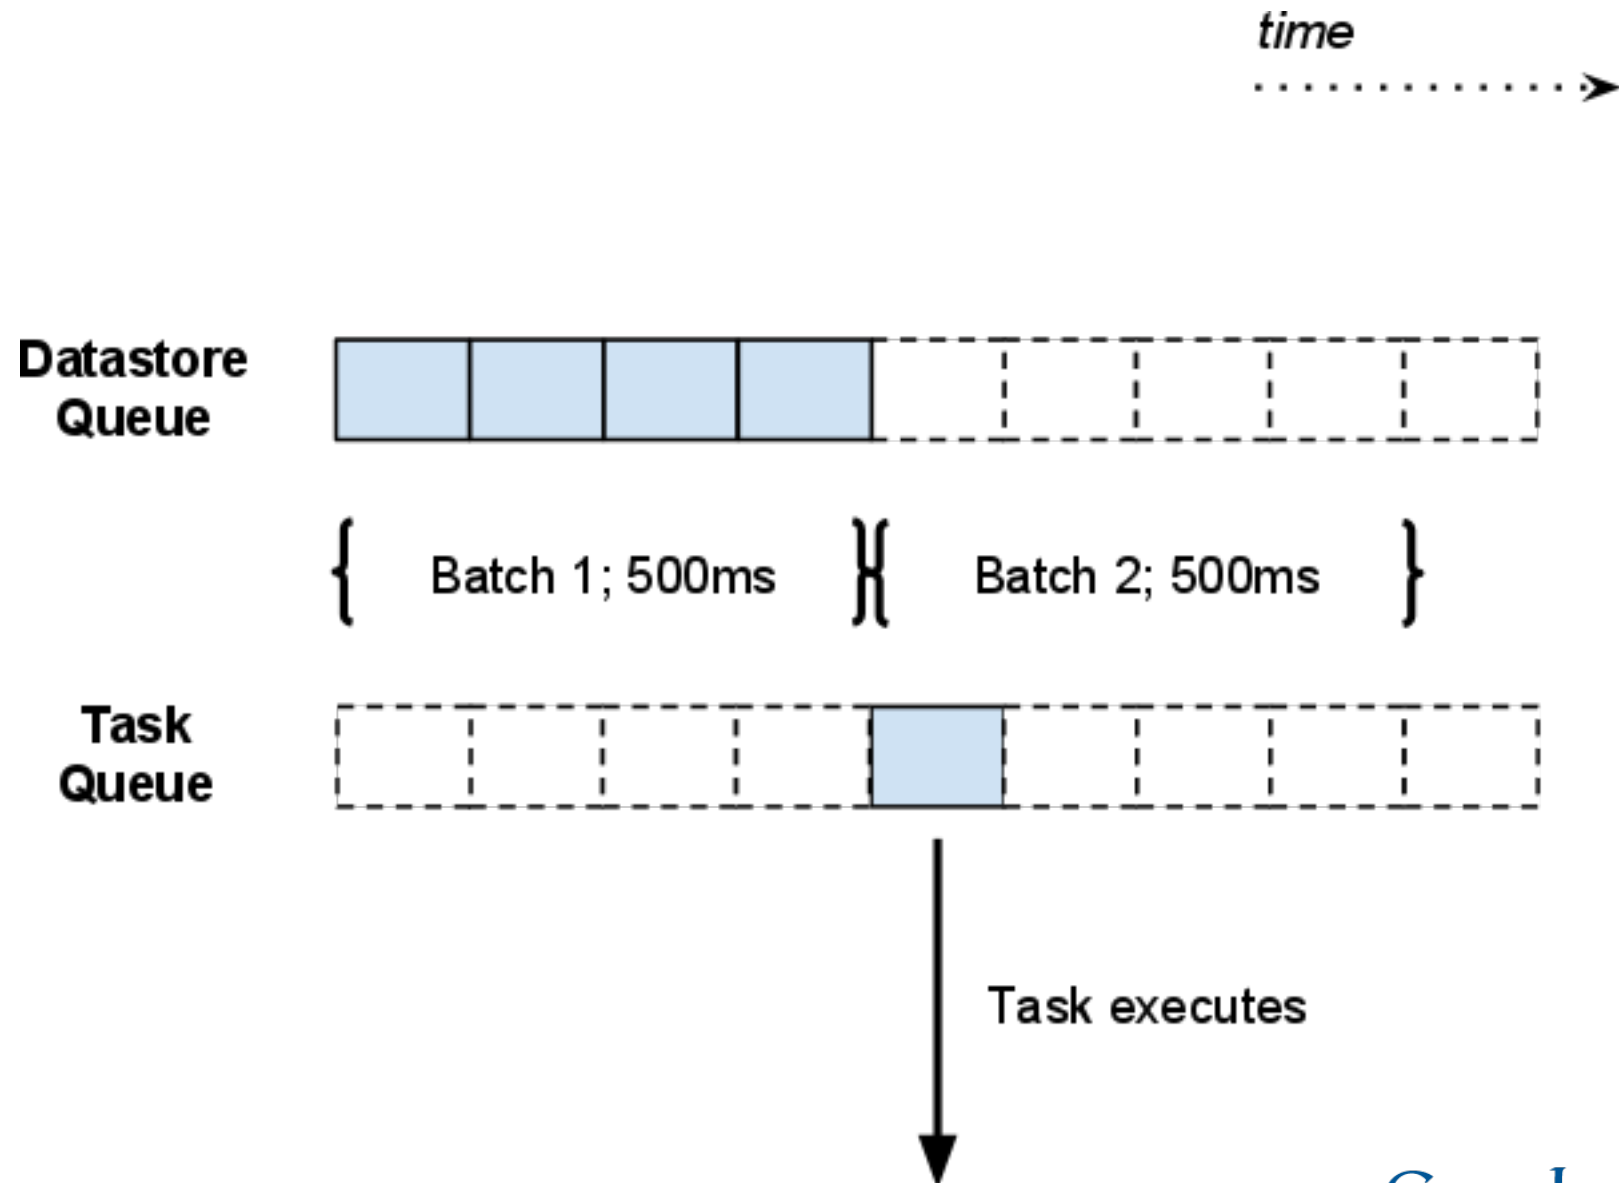 time
Datastore
Queue
Batch 1; 500ms
Batch 2; 500ms
Task
Queue
Task executes